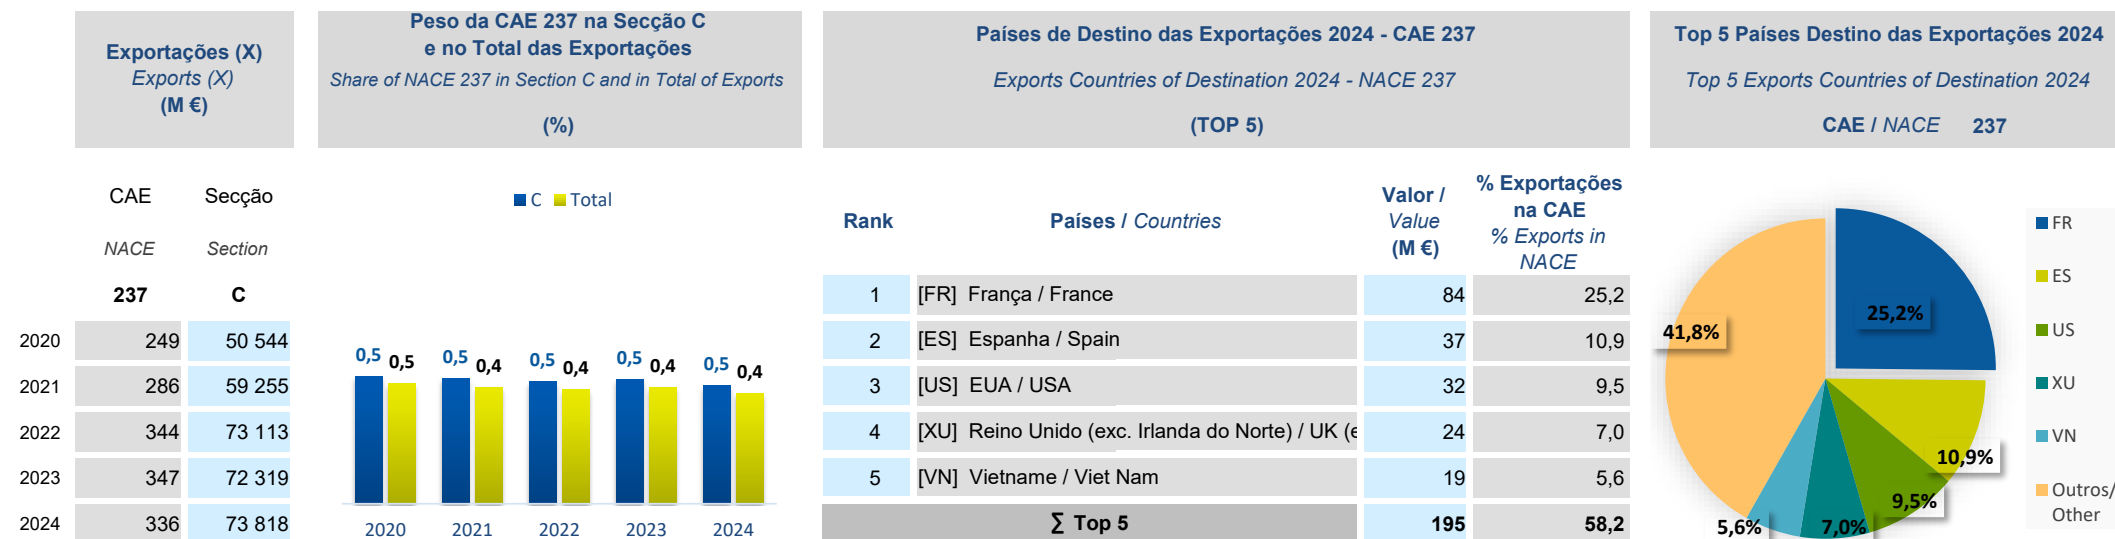 Exportações (X)
Exports (X)
(M €)
Peso da CAE 237 na Secção C
e no Total das Exportações
Share of NACE 237 in Section C and in Total of Exports
(%)
Países de Destino das Exportações 2024 - CAE 237
Exports Countries of Destination 2024 - NACE 237
(TOP 5)
Top 5 Países Destino das Exportações 2024
Top 5 Exports Countries of Destination 2024
CAE / NACE 237
CAE Secção
NACE Section
237 C
2020 249 50 544
2021 286 59 255
2022 344 73 113
2023 347 72 319
2024 336 73 818
C Total
0,5 0,5 0,5 0,4 0,5 0,4 0,5 0,4 0,5 0,4
2020 2021 2022 2023 2024
Rank
Países / Countries
Valor /
Value
(M €)
% Exportações
na CAE
% Exports in
NACE
1 [FR] França / France 84 25,2
2 [ES] Espanha / Spain 37 10,9
3 [US] EUA / USA 32 9,5
4 [XU] Reino Unido (exc. Irlanda do Norte) / UK (e 24 7,0
5 [VN] Vietname / Viet Nam 19 5,6
∑ Top 5 195 58,2
25,2%
10,9%
9,5%
7,0%
5,6%
41,8%
FR
ES
US
XU
VN
Outros/
Other